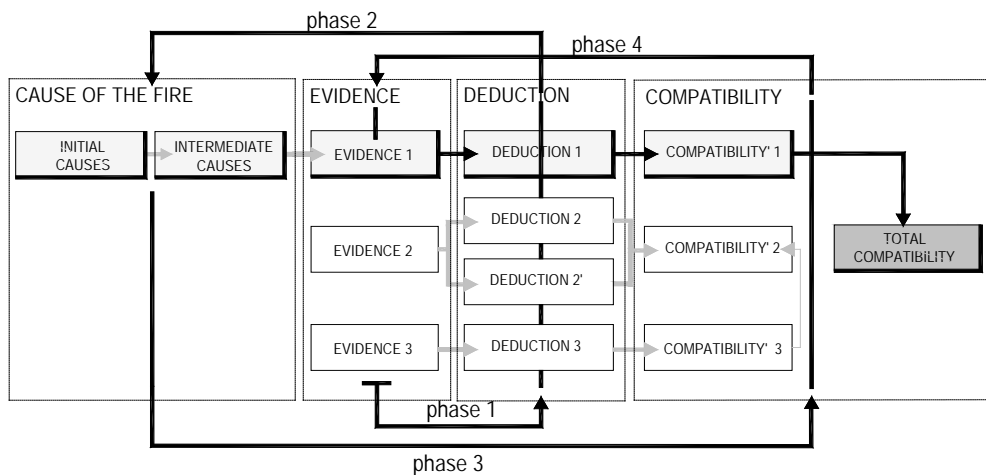 phase 2
phase 4
CAUSE OF THE FIRE
EVIDENCE
DEDUCTION
COMPATIBILITY
INITIAL
CAUSES
INTERMEDIATE
CAUSES
EVIDENCE 1
DEDUCTION 1
COMPATIBILITY' 1
DEDUCTION 2
EVIDENCE 2
COMPATIBILITY' 2
TOTAL
COMPATIBILITY
DEDUCTION 2'
EVIDENCE 3
DEDUCTION 3
COMPATIBILITY' 3
phase 1
phase 3